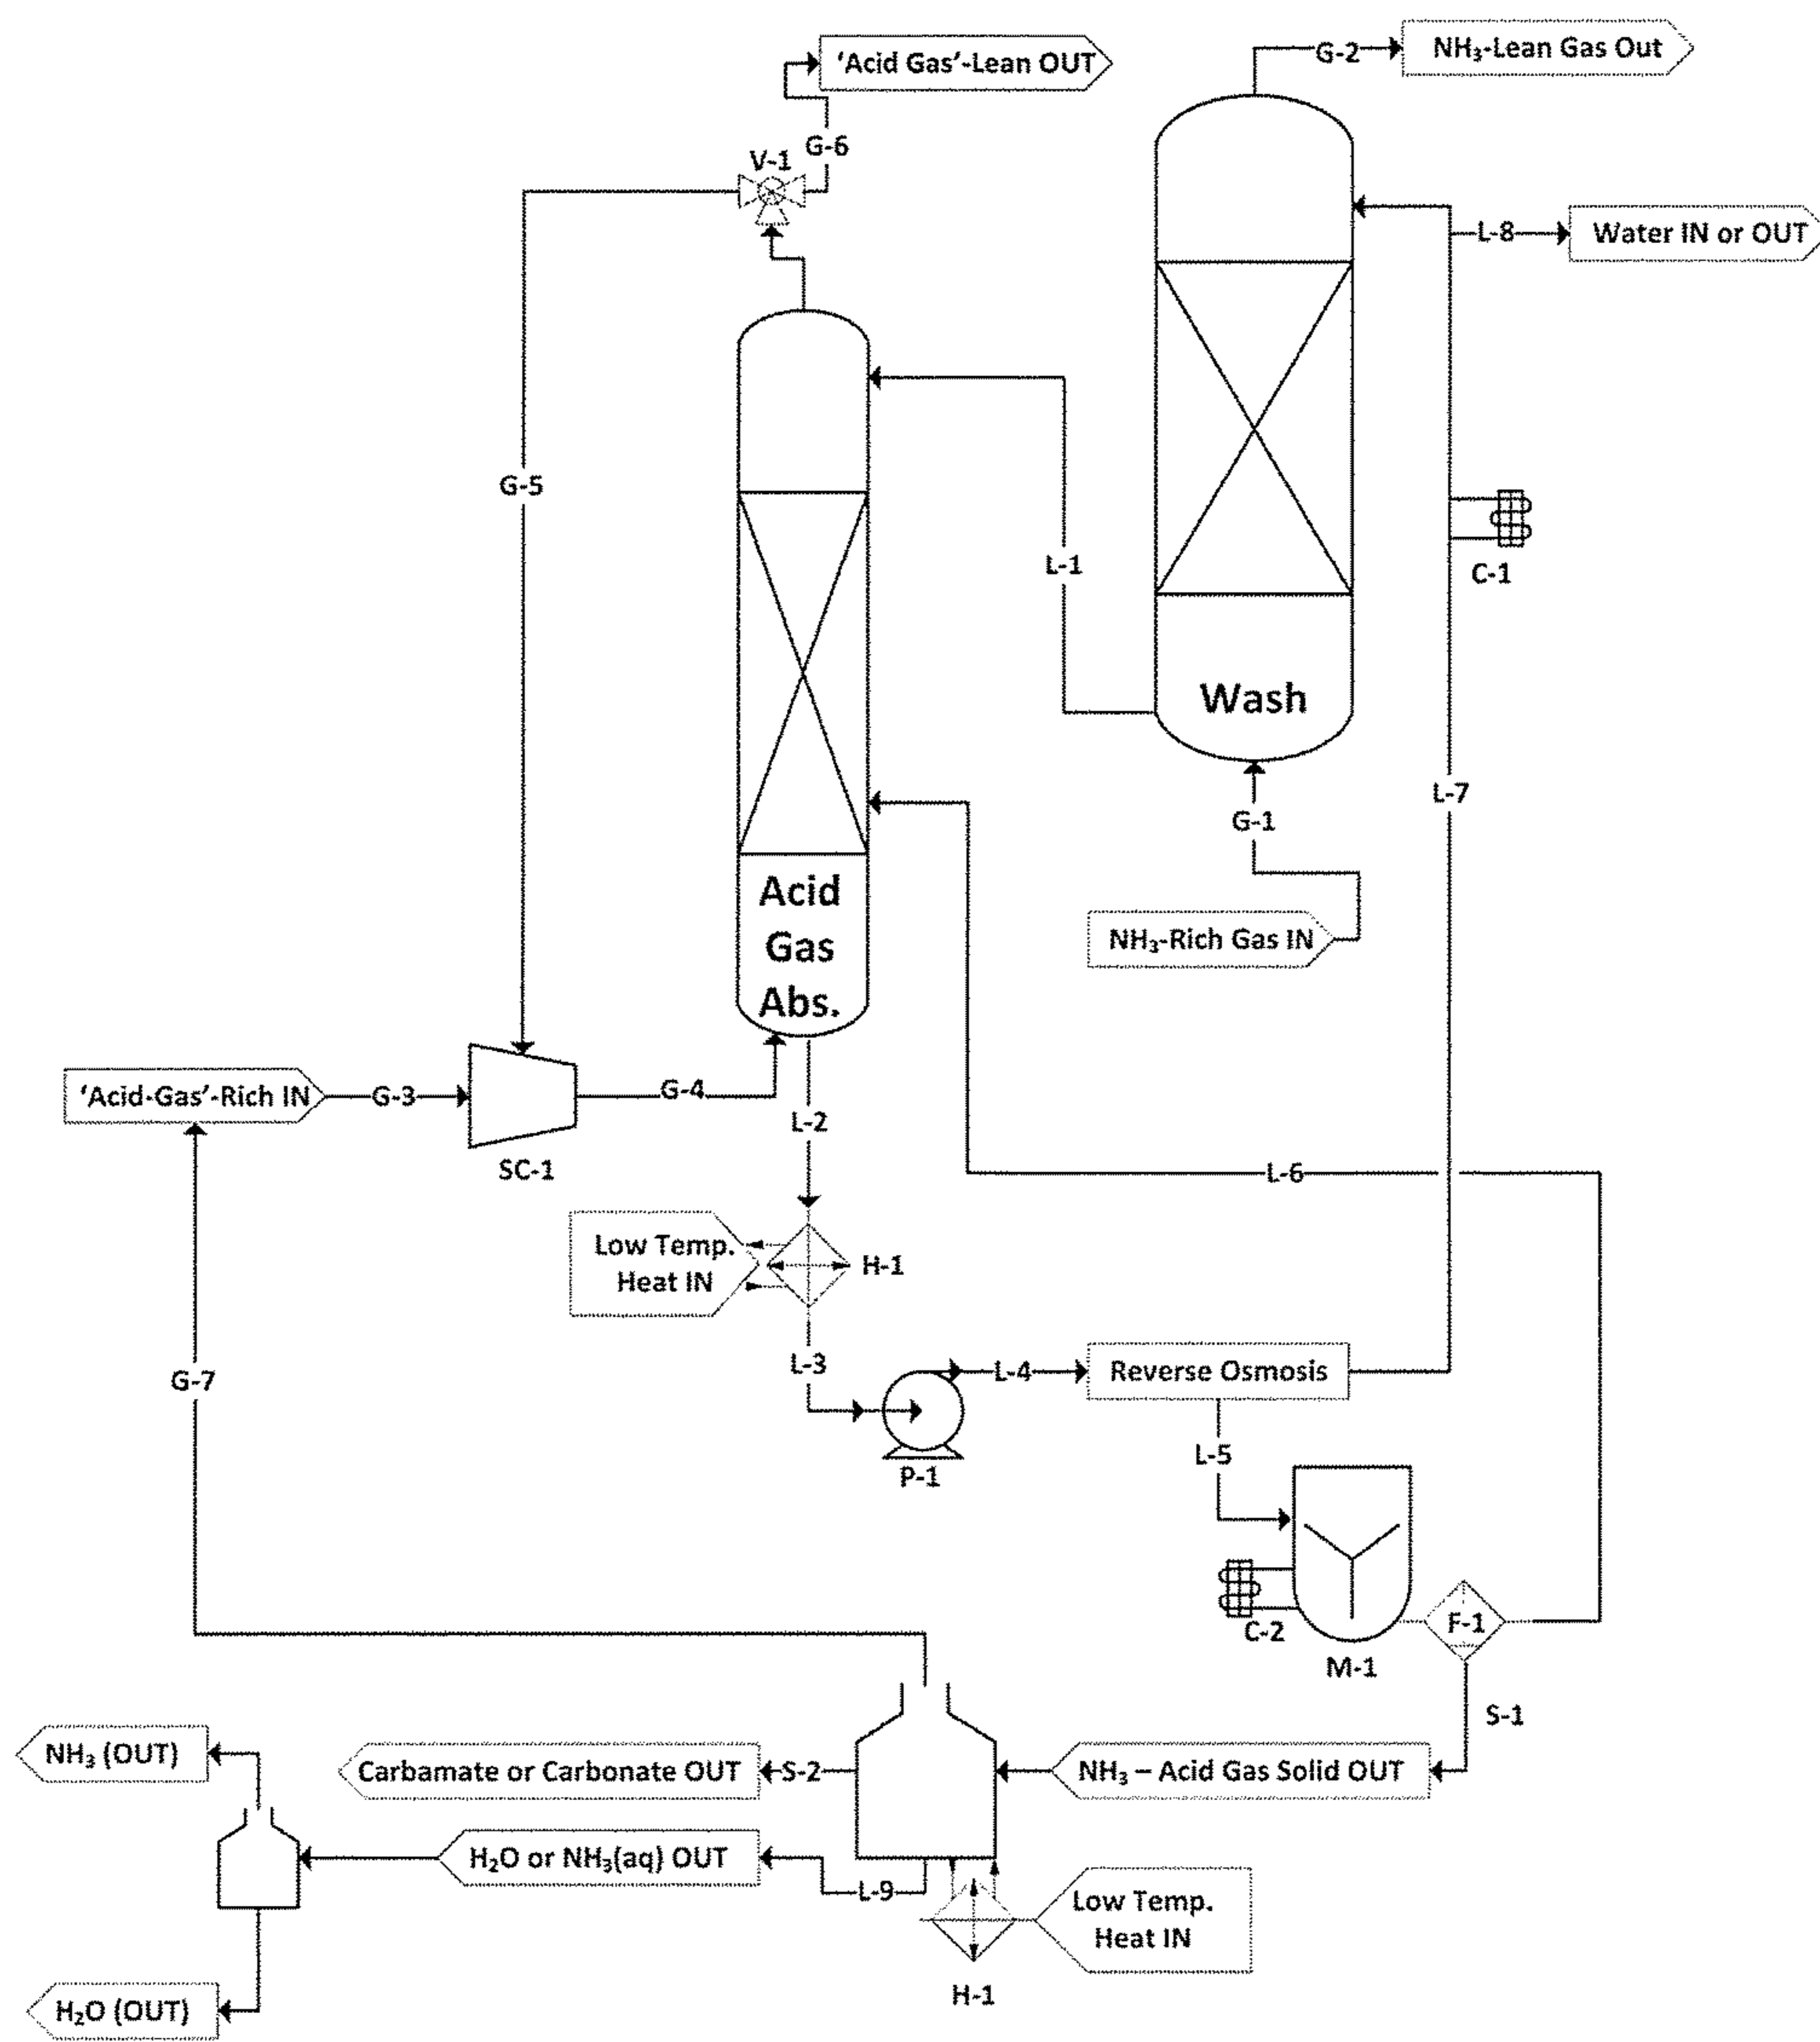 G-2
NH₃-Lean Gas Out
'Acid Gas'-Lean OUT
G-6
V-1
L-8
Water IN or OUT
G-5
L-1
C-1
Wash
L-7
G-1
Acid
Gas
Abs.
NH₃-Rich Gas IN
'Acid-Gas'-Rich IN
G-3
G-4
L-2
SC-1
L-6
Low Temp.
Heat IN
H-1
L-3
L-4
Reverse Osmosis
G-7
P-1
L-5
F-1
C-2
M-1
S-1
NH₃ (OUT)
Carbamate or Carbonate OUT
S-2
NH₃ – Acid Gas Solid OUT
H₂O or NH₃(aq) OUT
L-9
Low Temp.
Heat IN
H-1
H₂O (OUT)